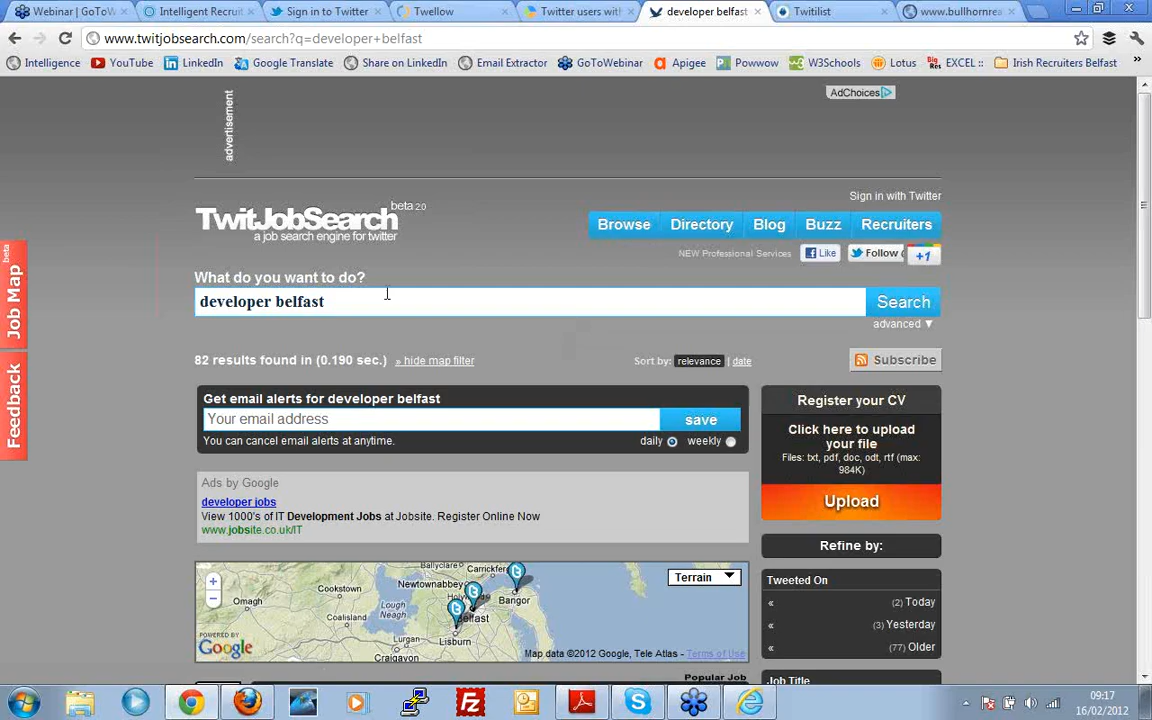 Webinar | GoToW
Intelligent Recruit
Sign in to Twitter
Twellow
Twitter users with
developer belfast
Twitilist
www.bullhornrea
www.twitjobsearch.com/search?q=developer+belfast
Intelligence
YouTube
LinkedIn
Google Translate
Share on LinkedIn
Email Extractor
GoToWebinar
Apigee
Powwow
W3Schools
Lotus
EXCEL ::
Irish Recruiters Belfast
»
advertisement
AdChoices
Sign in with Twitter
TwitJobSearch beta 2.0
a job search engine for twitter
Browse Directory Blog Buzz Recruiters
NEW Professional Services
Like
Follow
+1
What do you want to do?
developer belfast
Search
advanced ▼
Job Map beta
Feedback
82 results found in (0.190 sec.) » hide map filter
Sort by: relevance | date
Subscribe
Get email alerts for developer belfast
Your email address
save
You can cancel email alerts at anytime.
daily weekly
Register your CV
Click here to upload
your file
Files: txt, pdf, doc, odt, rtf (max:
984K)
Upload
Ads by Google
developer jobs
View 1000's of IT Development Jobs at Jobsite. Register Online Now
www.jobsite.co.uk/IT
Refine by:
Tweeted On
« (2) Today
« (3) Yesterday
« (77) Older
Job Title
Terrain
Ballyclare
Carrickfer
Newtownabbey
Cookstown
Omagh
Bangor
Lough
Neagh
Coalisland
Belfast
Lisburn
Lurgan
Craigavon
POWERED BY
Google
Map data ©2012 Google, Tele Atlas - Terms of Use
Popular Job
09:17
16/02/2012